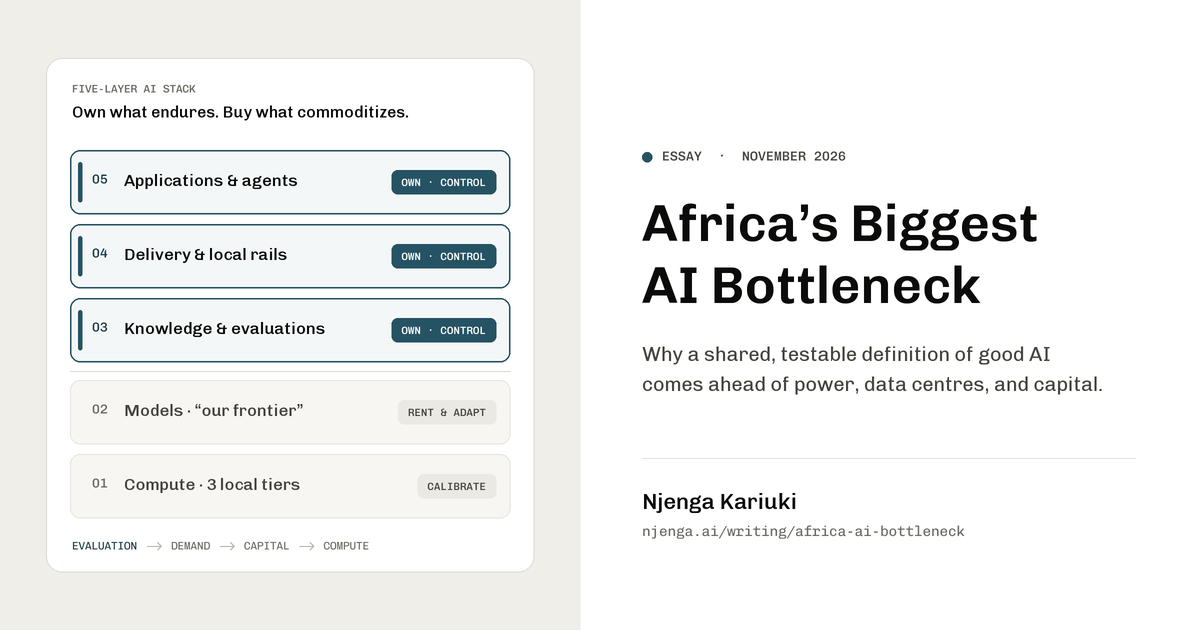 FIVE-LAYER AI STACK
Own what endures. Buy what commoditizes.
05 Applications & agents OWN · CONTROL
04 Delivery & local rails OWN · CONTROL
03 Knowledge & evaluations OWN · CONTROL
02 Models · “our frontier” RENT & ADAPT
01 Compute · 3 local tiers CALIBRATE
EVALUATION → DEMAND → CAPITAL → COMPUTE
ESSAY · NOVEMBER 2026
Africa’s Biggest
AI Bottleneck
Why a shared, testable definition of good AI
comes ahead of power, data centres, and capital.
Njenga Kariuki
njenga.ai/writing/africa-ai-bottleneck